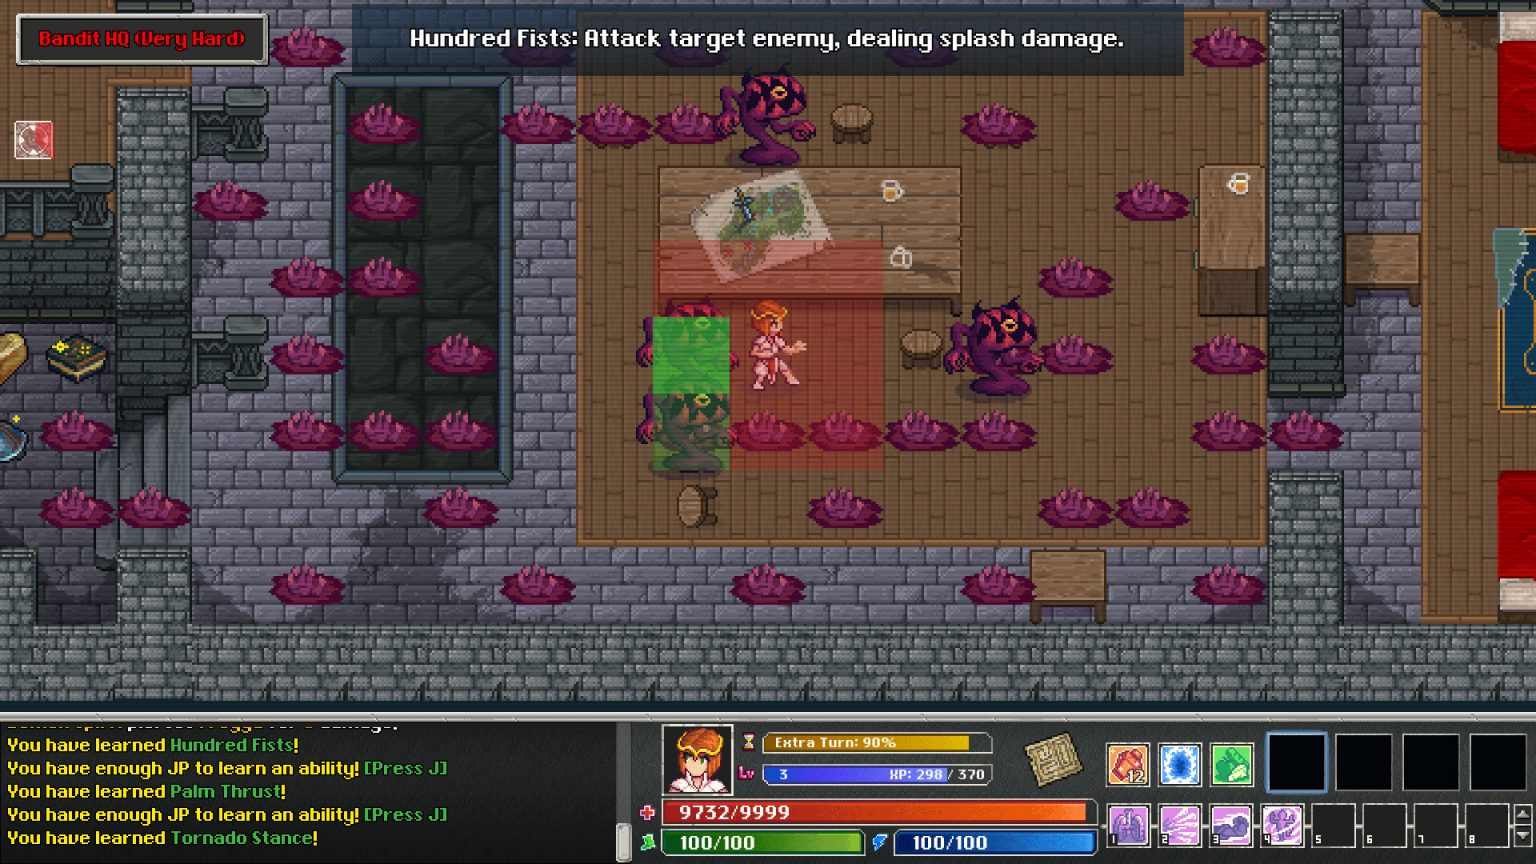 Bandit HQ (Very Hard)
Hundred Fists: Attack target enemy, dealing splash damage.
You have learned Hundred Fists!
You have enough JP to learn an ability! [Press J]
You have learned Palm Thrust!
You have enough JP to learn an ability! [Press J]
You have learned Tornado Stance!
Extra Turn: 90%
Lv 3 XP: 298 / 370
9732/9999
100/100
100/100
12
1 2 3 4 5 6 7 8